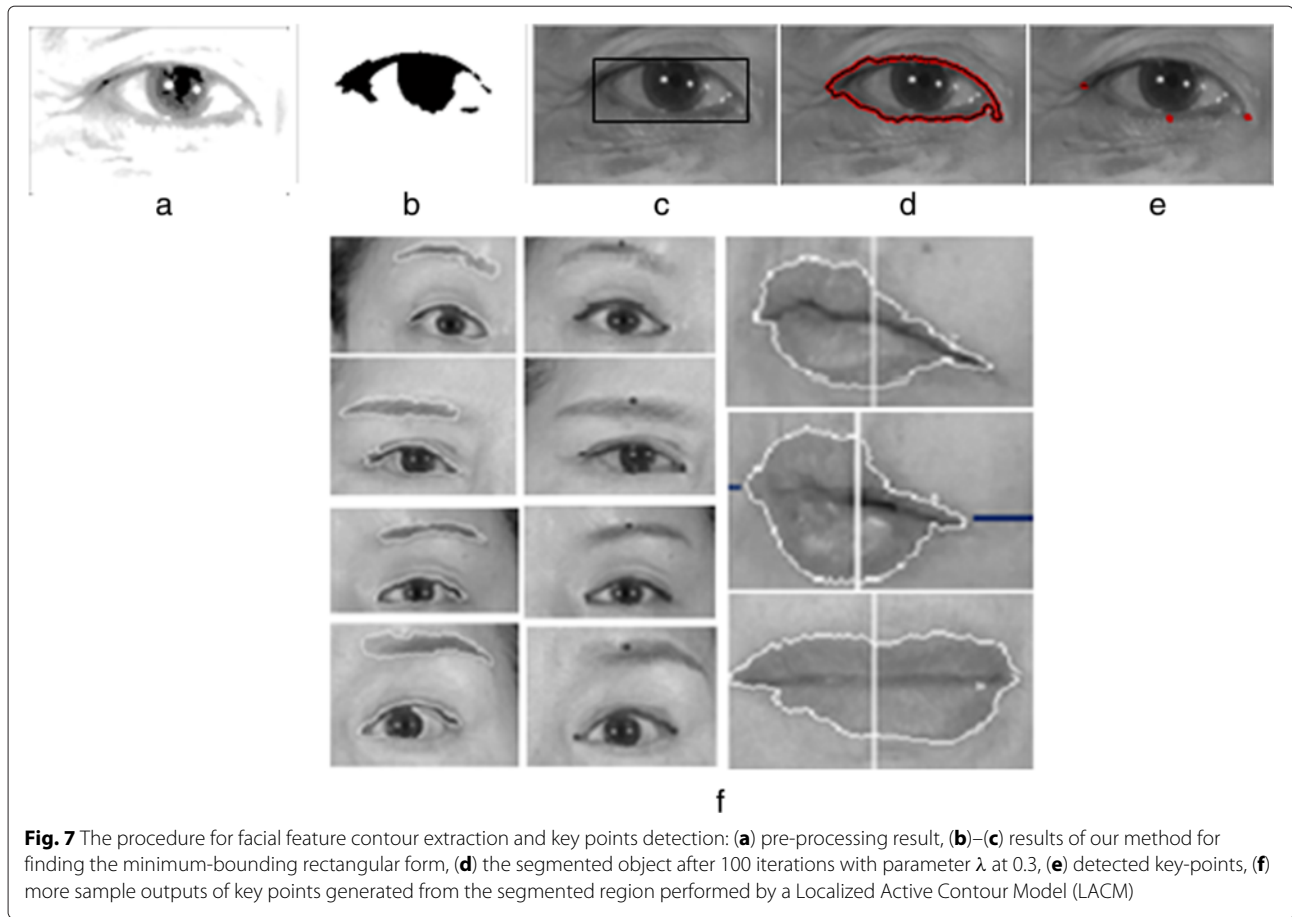 a
b
c
d
e
f
Fig. 7 The procedure for facial feature contour extraction and key points detection: (a) pre-processing result, (b)–(c) results of our method for
finding the minimum-bounding rectangular form, (d) the segmented object after 100 iterations with parameter λ at 0.3, (e) detected key-points, (f)
more sample outputs of key points generated from the segmented region performed by a Localized Active Contour Model (LACM)